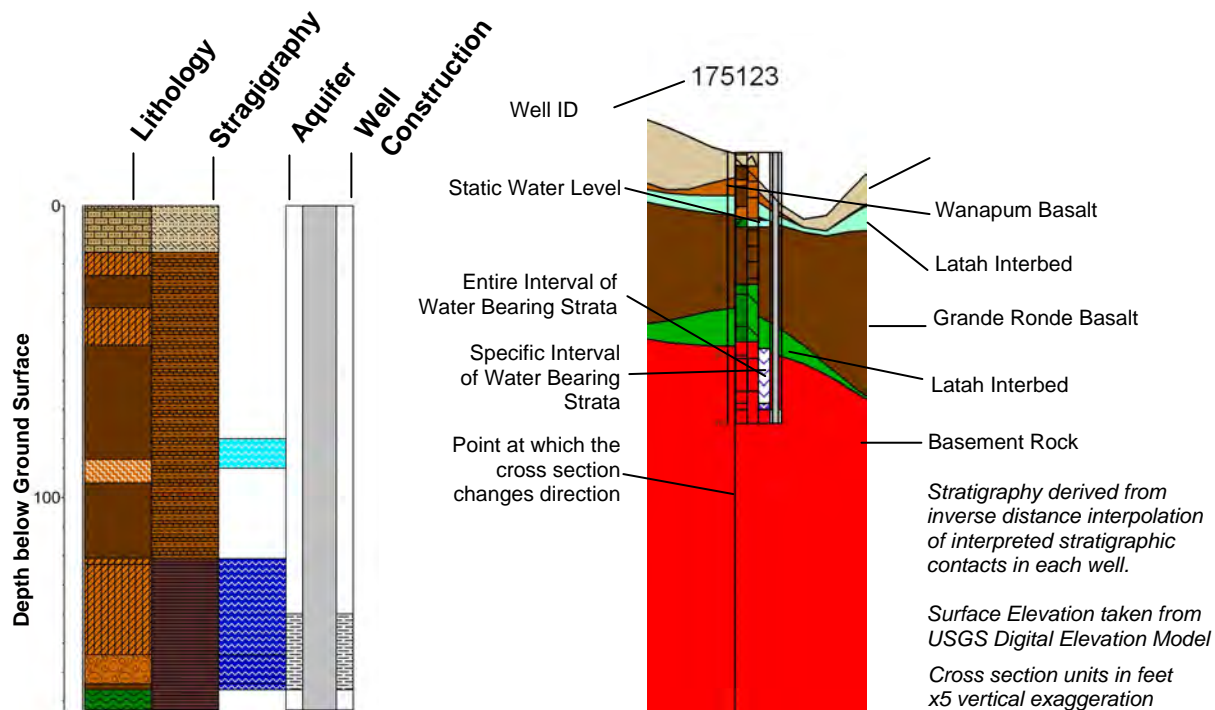 Lithology
Stragigraphy
Aquifer
Well
Construction
0
100
Depth below Ground Surface
175123
Well ID
Static Water Level
Entire Interval of
Water Bearing Strata
Specific Interval
of Water Bearing
Strata
Point at which the
cross section
changes direction
Wanapum Basalt
Latah Interbed
Grande Ronde Basalt
Latah Interbed
Basement Rock
Stratigraphy derived from
inverse distance interpolation
of interpreted stratigraphic
contacts in each well.
Surface Elevation taken from
USGS Digital Elevation Model
Cross section units in feet
x5 vertical exaggeration